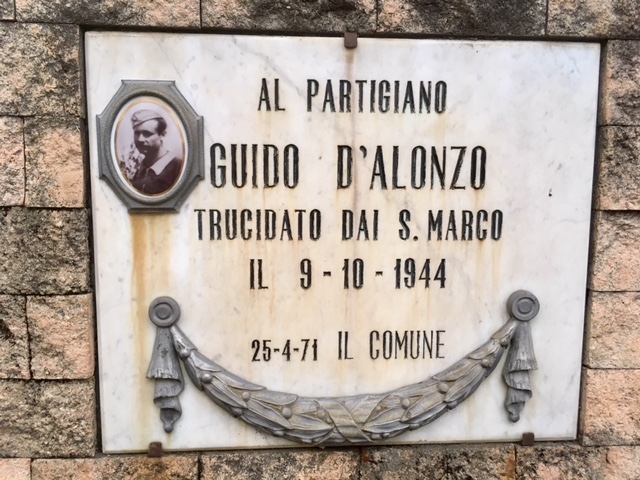 AL PARTIGIANO
GUIDO D'ALONZO
TRUCIDATO DAI S. MARCO
IL 9-10-1944
25-4-71 IL COMUNE